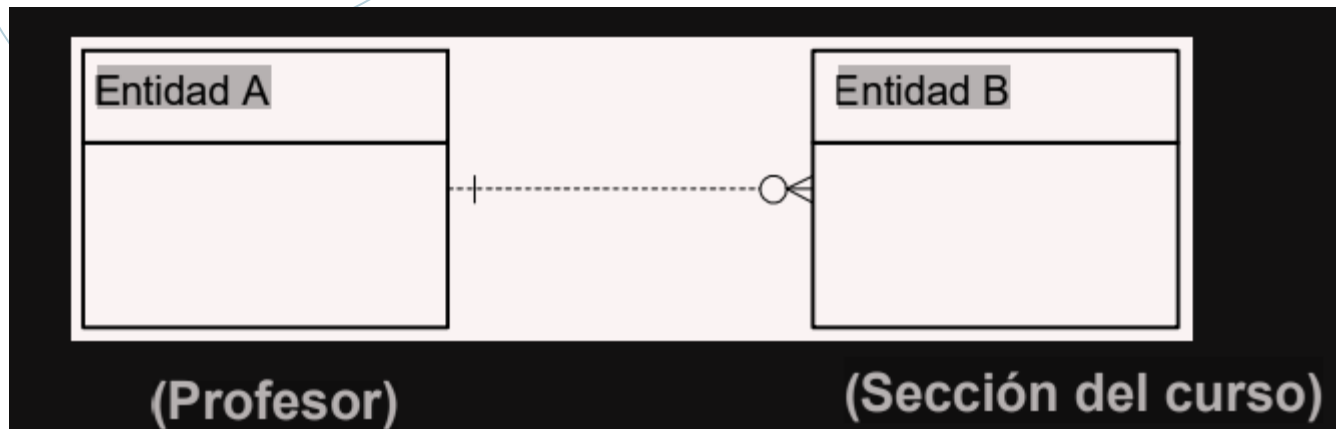 Entidad A
Entidad B
(Profesor)
(Sección del curso)